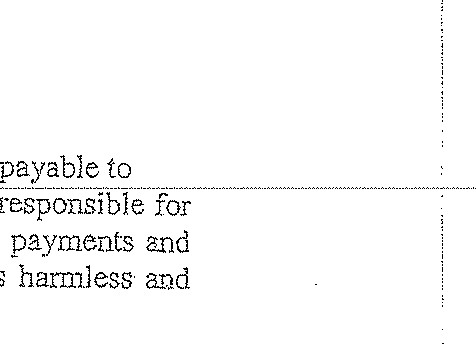 payable to
responsible for
payments and
s harmless and